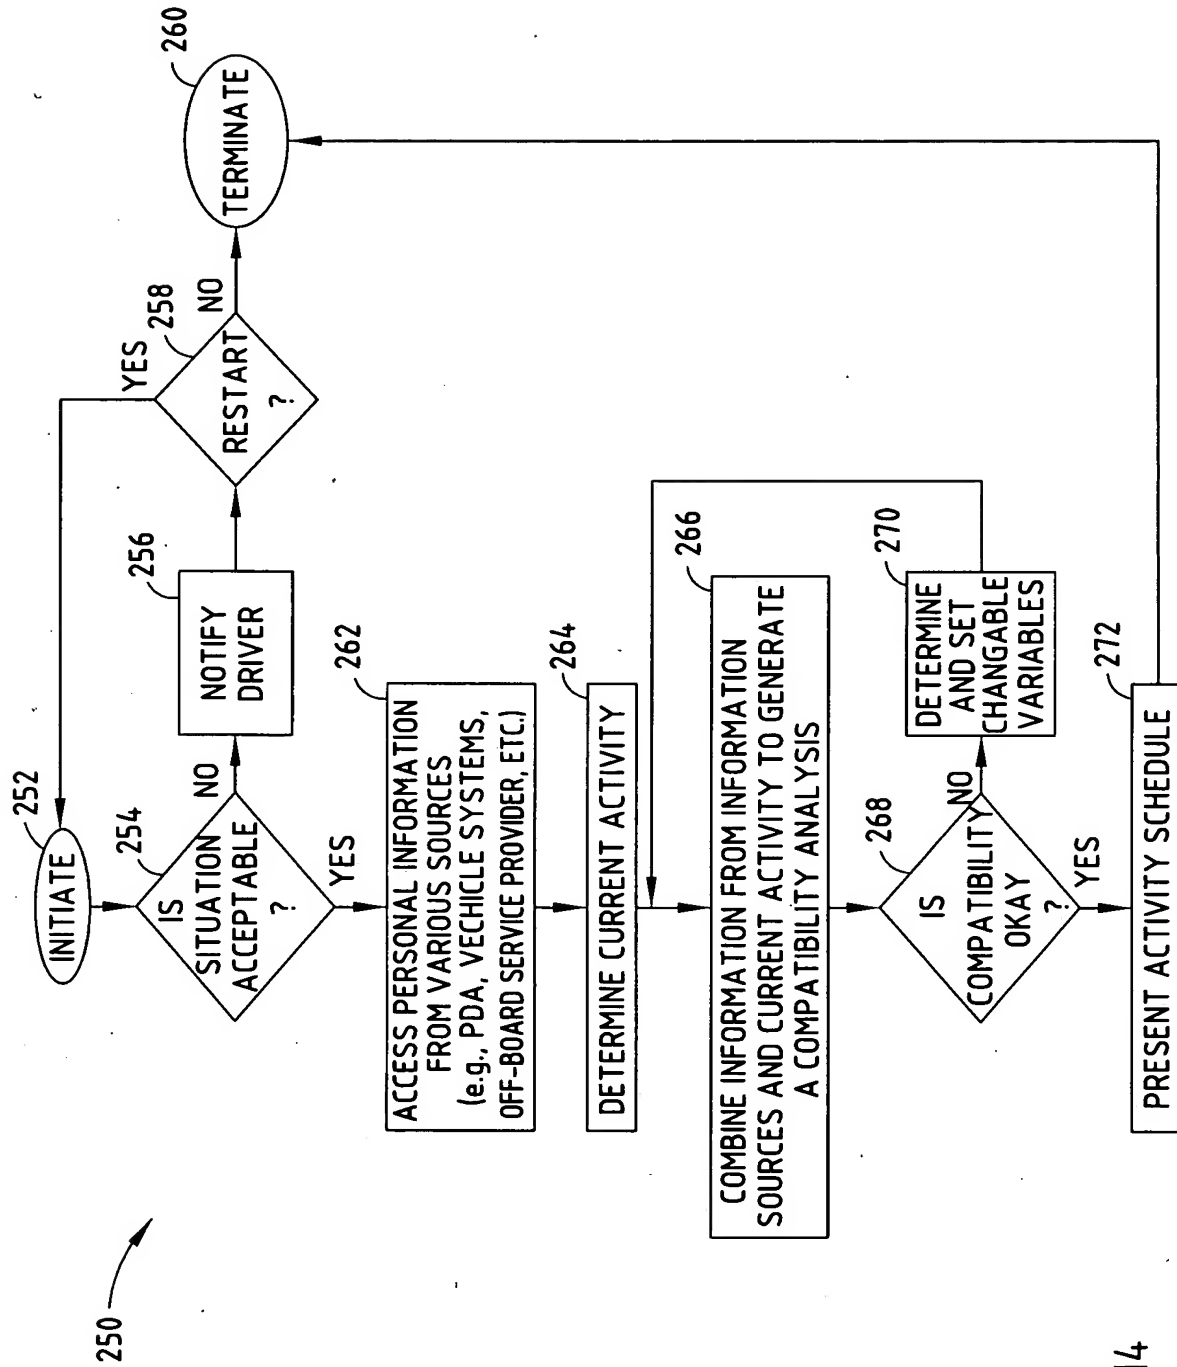 250
INITIATE
252
IS
SITUATION
ACCEPTABLE
?
254
NO
YES
NOTIFY
DRIVER
256
RESTART
?
258
YES
NO
TERMINATE
260
ACCESS PERSONAL INFORMATION
FROM VARIOUS SOURCES
(e.g., PDA, VECHICLE SYSTEMS,
OFF-BOARD SERVICE PROVIDER, ETC.)
262
DETERMINE CURRENT ACTIVITY
264
COMBINE INFORMATION FROM INFORMATION
SOURCES AND CURRENT ACTIVITY TO GENERATE
A COMPATIBILITY ANALYSIS
266
IS
COMPATIBILITY
OKAY
?
268
NO
YES
DETERMINE
AND SET
CHANGABLE
VARIABLES
270
PRESENT ACTIVITY SCHEDULE
272